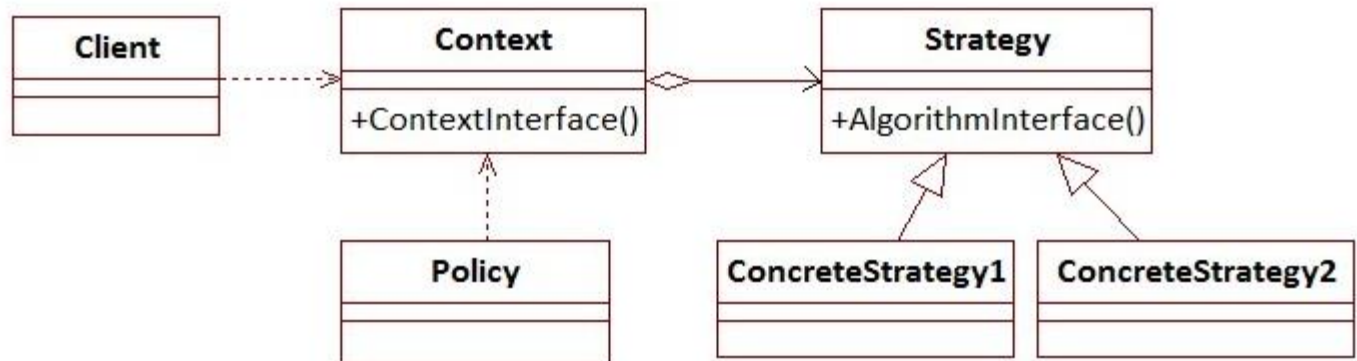 Client
Context
Strategy
+ContextInterface()
+AlgorithmInterface()
Policy
ConcreteStrategy1
ConcreteStrategy2